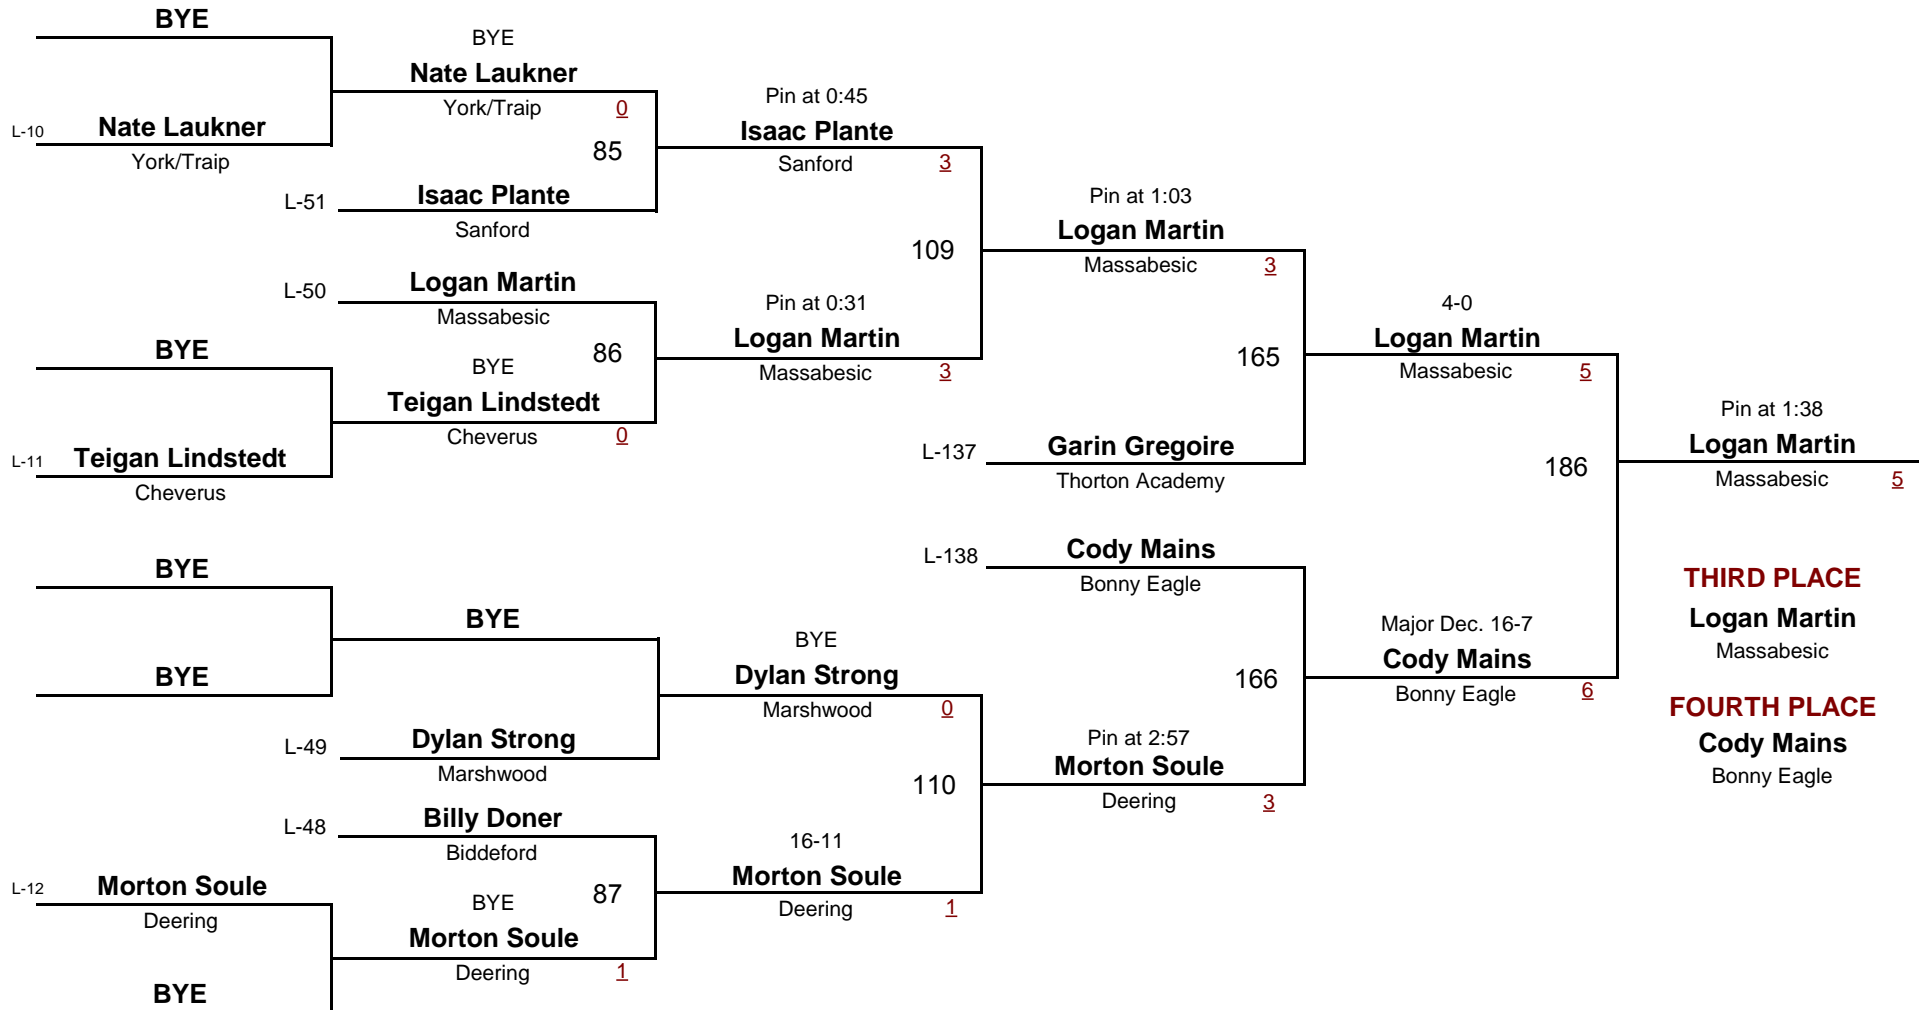 BYE
L-10 Nate Laukner
York/Traip
BYE
Nate Laukner
York/Traip 0
85
L-51 Isaac Plante
Sanford
Pin at 0:45
Isaac Plante
Sanford 3
L-50 Logan Martin
Massabesic
86
BYE
L-11 Teigan Lindstedt
Cheverus
BYE
Teigan Lindstedt
Cheverus 0
Pin at 0:31
Logan Martin
Massabesic 3
109
Pin at 1:03
Logan Martin
Massabesic 3
165
L-137 Garin Gregoire
Thorton Academy
4-0
Logan Martin
Massabesic 5
186
Pin at 1:38
Logan Martin
Massabesic 5
BYE
BYE
BYE
L-49 Dylan Strong
Marshwood
BYE
Dylan Strong
Marshwood 0
L-48 Billy Doner
Biddeford
87
L-12 Morton Soule
Deering
BYE
BYE
Morton Soule
Deering 1
16-11
Morton Soule
Deering 1
110
L-138 Cody Mains
Bonny Eagle
166
Pin at 2:57
Morton Soule
Deering 3
Major Dec. 16-7
Cody Mains
Bonny Eagle 6
THIRD PLACE
Logan Martin
Massabesic
FOURTH PLACE
Cody Mains
Bonny Eagle